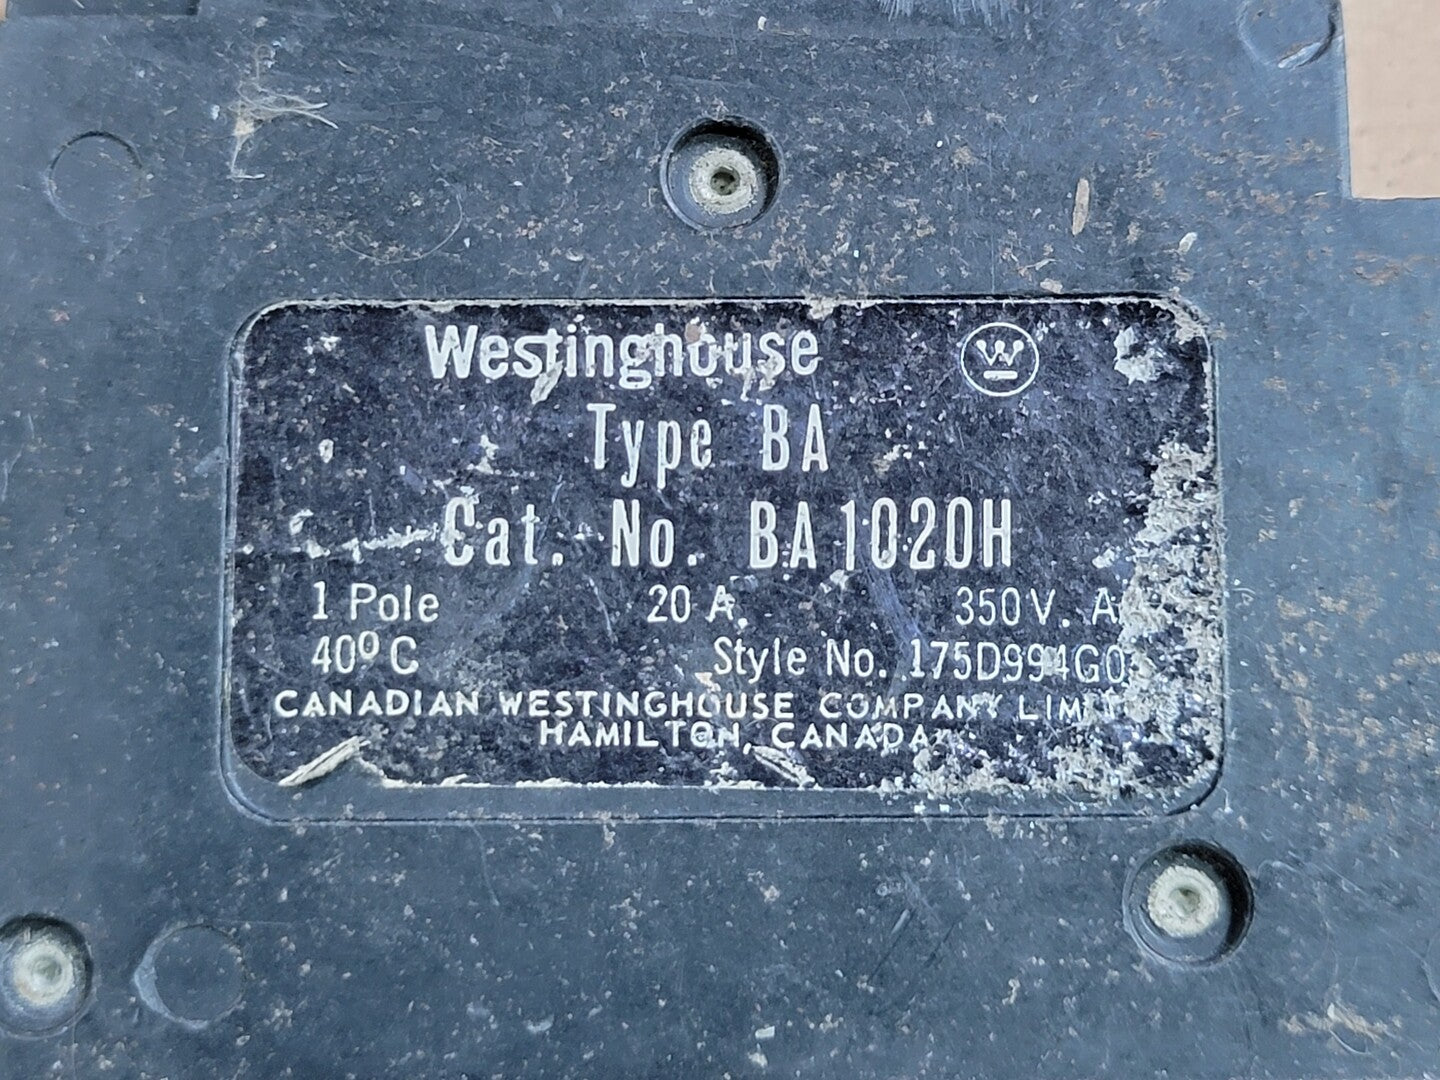 Westinghouse
Type BA
Cat. No. BA1020H
1 Pole 20 A. 350V. A
40°C Style No. 175D994G0
CANADIAN WESTINGHOUSE COMPANY
HAMILTON, CANADA